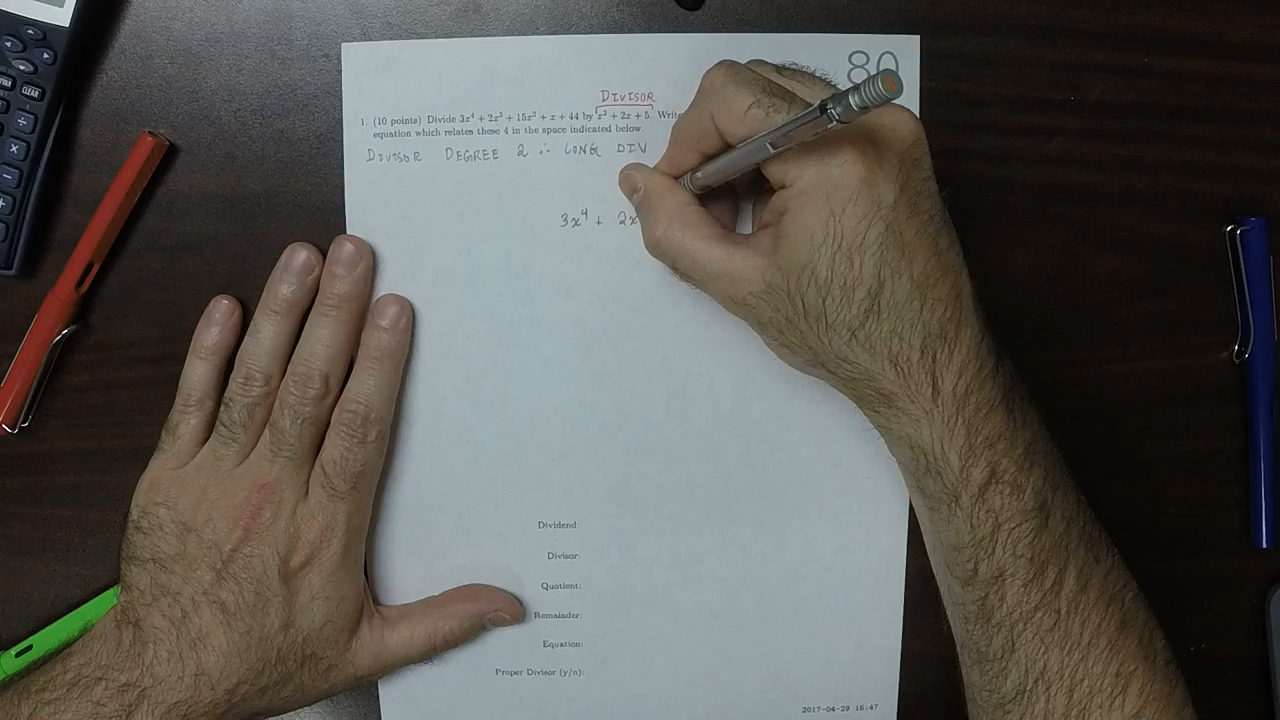 80
DIVISOR
1. (10 points) Divide 3x⁴ + 2x³ + 15x² + x + 44 by x² + 2x + 5. Write
equation which relates these 4 in the space indicated below.
DIVISOR DEGREE 2 ∴ LONG DIV
3x⁴ + 2x
Dividend:
Divisor:
Quotient:
Remainder:
Equation:
Proper Divisor (y/n):
2017-04-29 16:47
CLEAR